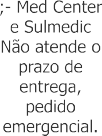 ;- Med Center
e Sulmedic
Não atende o
prazo de
entrega,
pedido
emergencial.